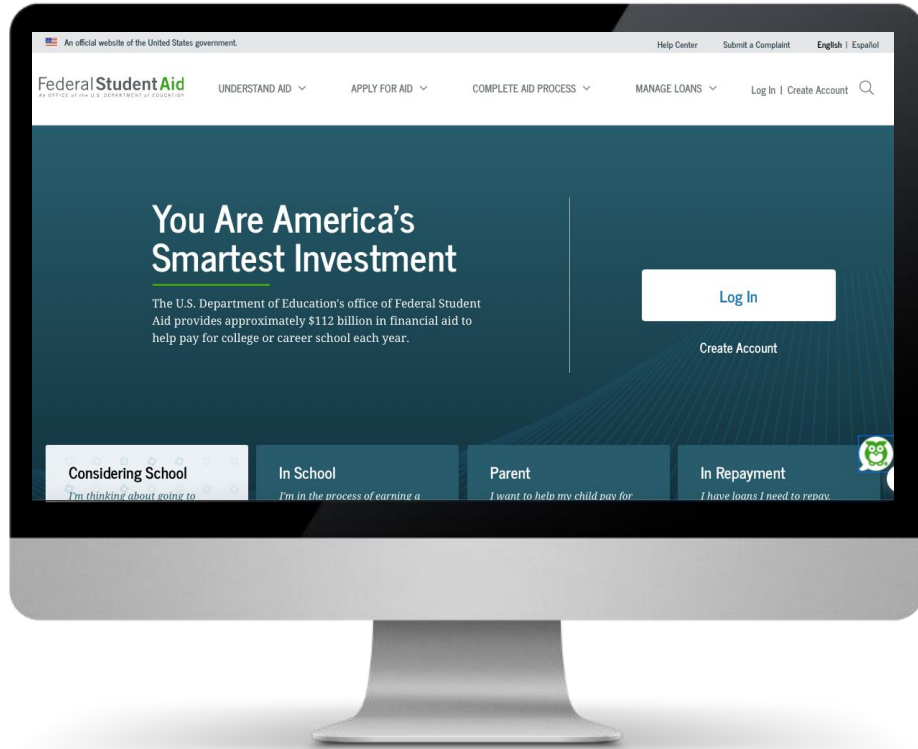 An official website of the United States government.
Help Center Submit a Complaint English | Español
Federal Student Aid
An OFFICE of the U.S. DEPARTMENT of EDUCATION
UNDERSTAND AID APPLY FOR AID COMPLETE AID PROCESS MANAGE LOANS Log In | Create Account
You Are America's
Smartest Investment
The U.S. Department of Education's office of Federal Student
Aid provides approximately $112 billion in financial aid to
help pay for college or career school each year.
Log In
Create Account
Considering School
I'm thinking about going to
In School
I'm in the process of earning a
Parent
I want to help my child pay for
In Repayment
I have loans I need to repay.